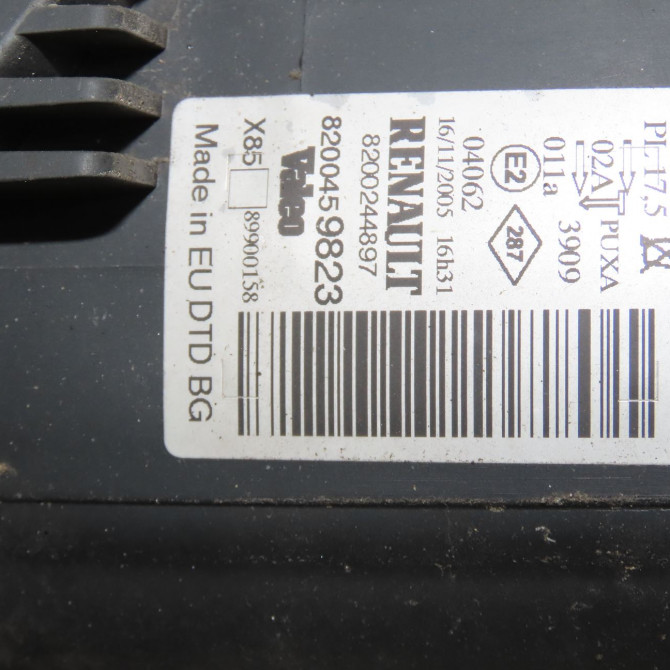 PL 17,5
02A PUXA
011a 3909
E2 287
04062
16/11/2005 16h31
RENAULT
8200244897
8200459823
Valeo
X85 89900158
Made in EU DTD BG